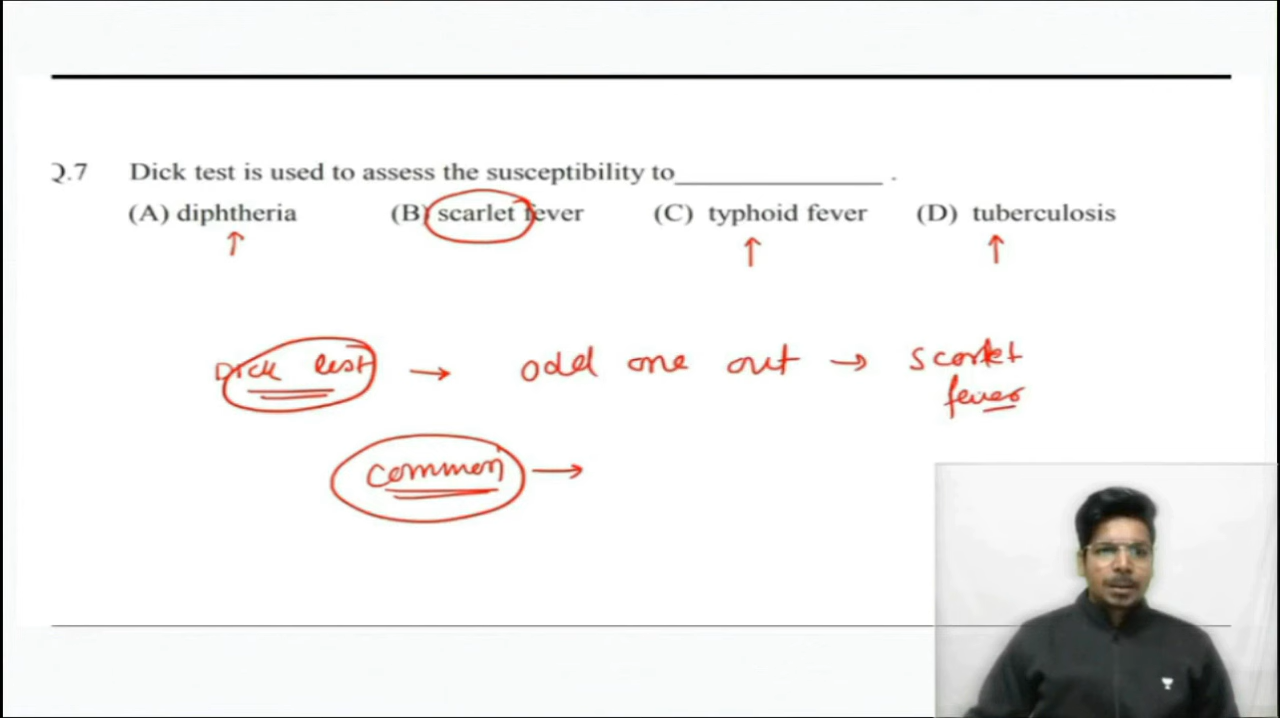 Q.7 Dick test is used to assess the susceptibility to______________ .
(A) diphtheria (B) scarlet fever (C) typhoid fever (D) tuberculosis
Dick test → odd one out → scarlet
fever
common →